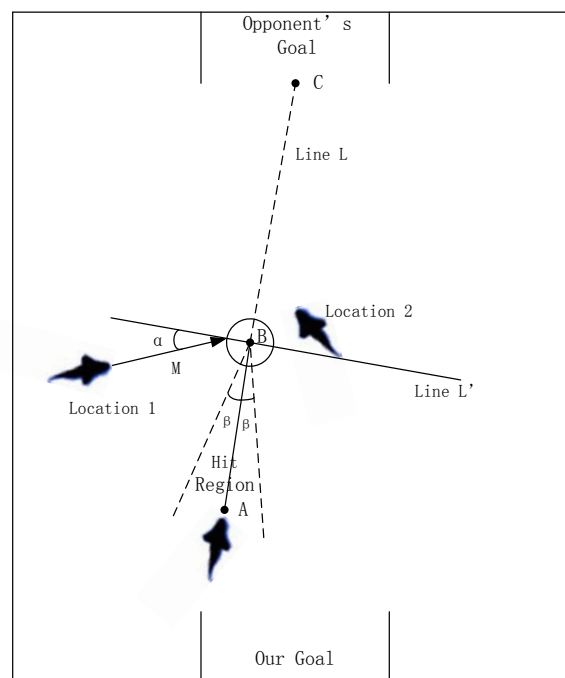 Opponent's
Goal
C
Line L
Location 2
B
α
M
Line L'
Location 1
β β
Hit
Region
A
Our Goal